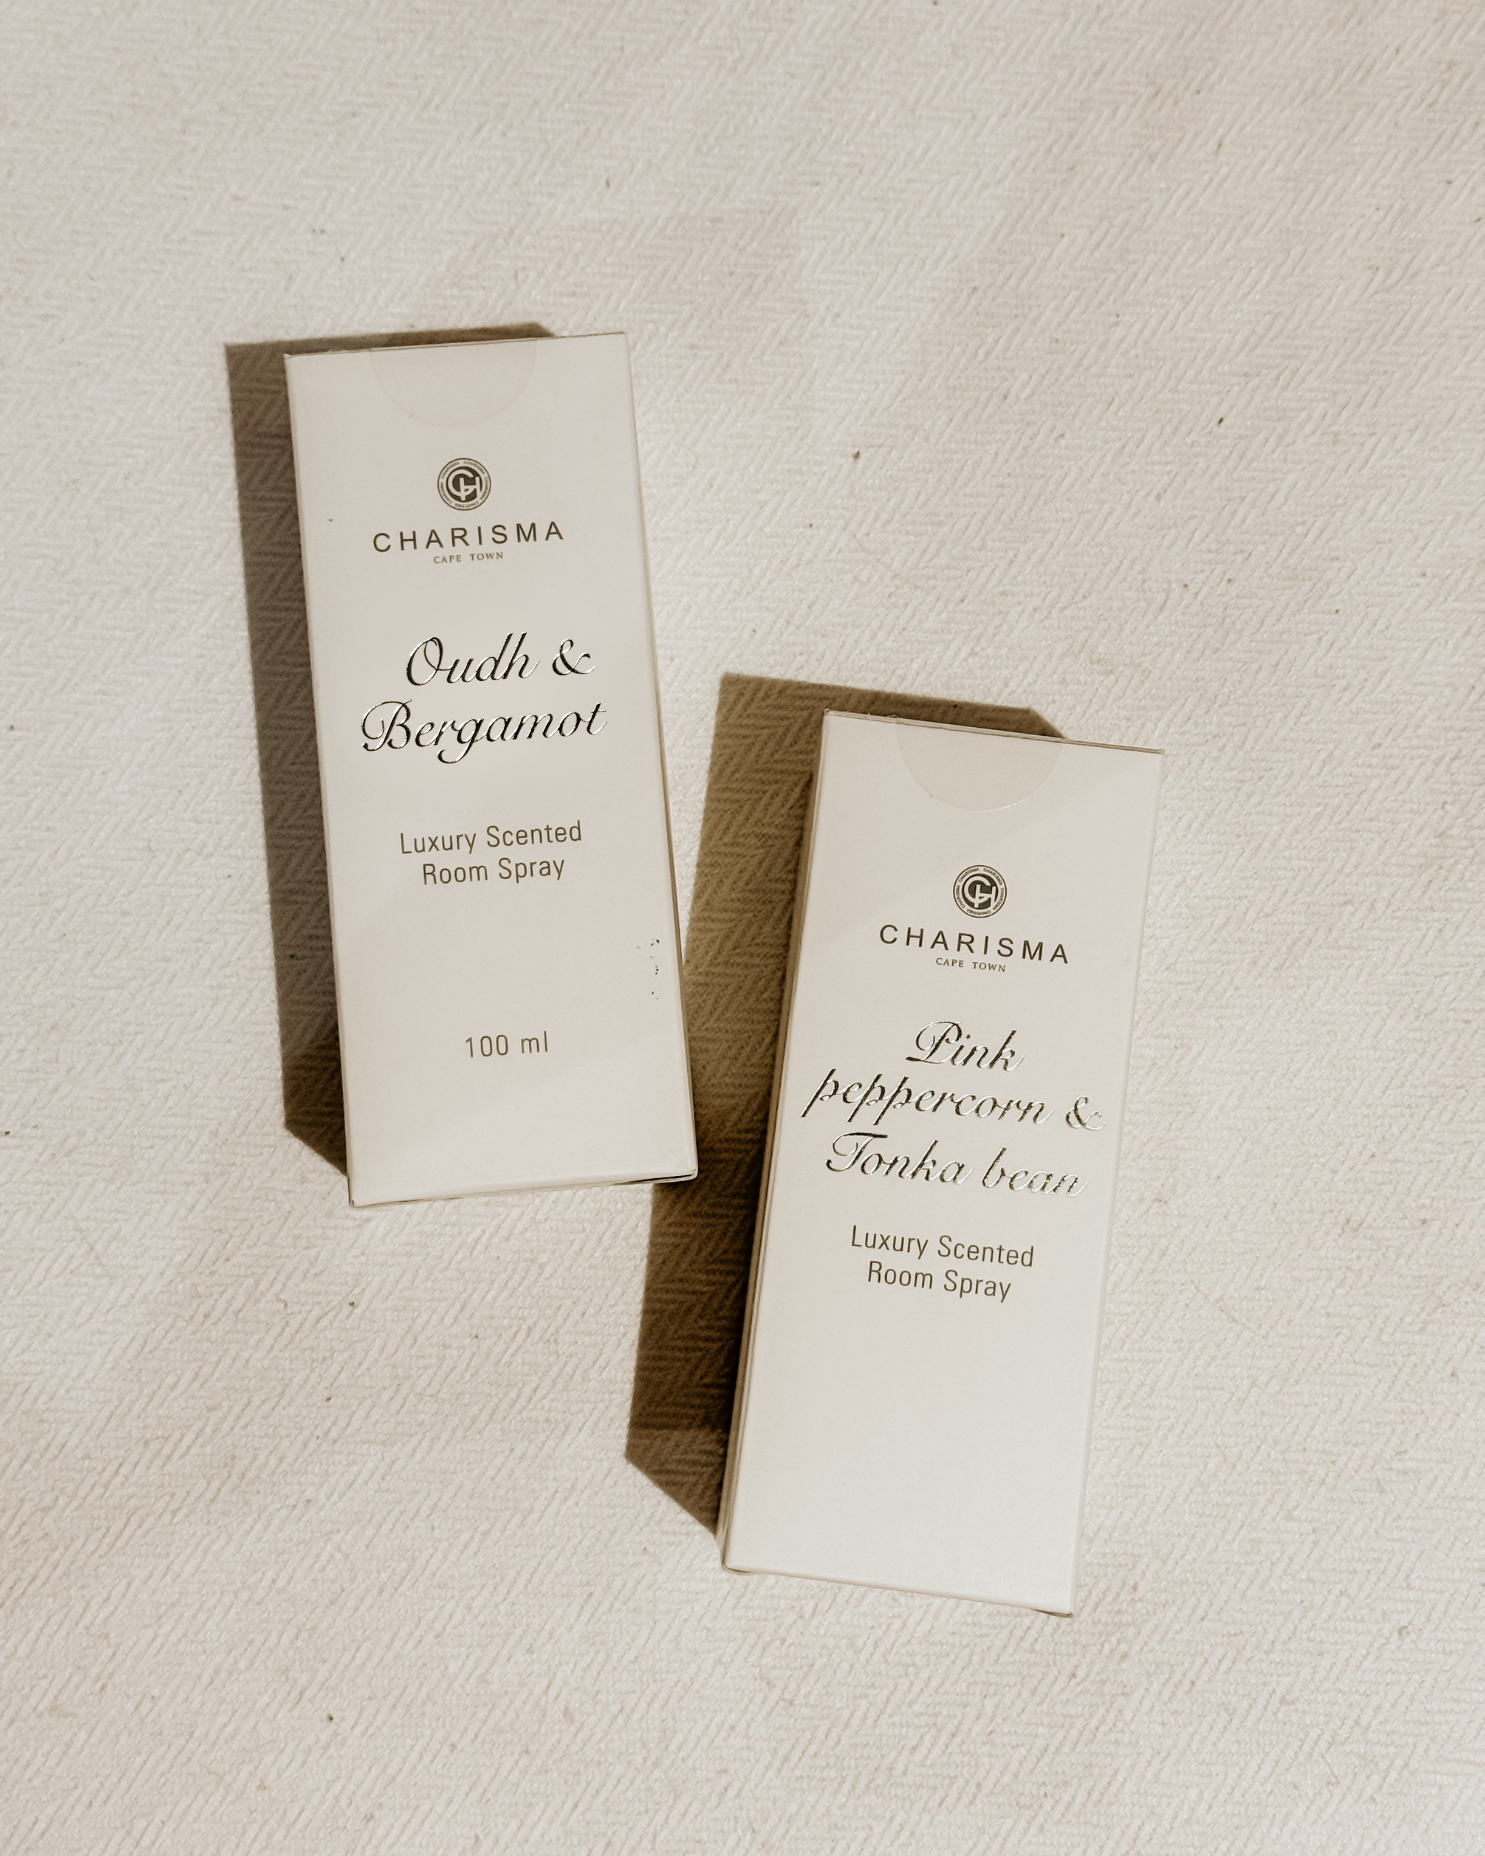 CHARISMA
CAPE TOWN
Oudh &
Bergamot
Luxury Scented
Room Spray
100 ml
CHARISMA
CAPE TOWN
Pink
peppercorn &
Tonka bean
Luxury Scented
Room Spray